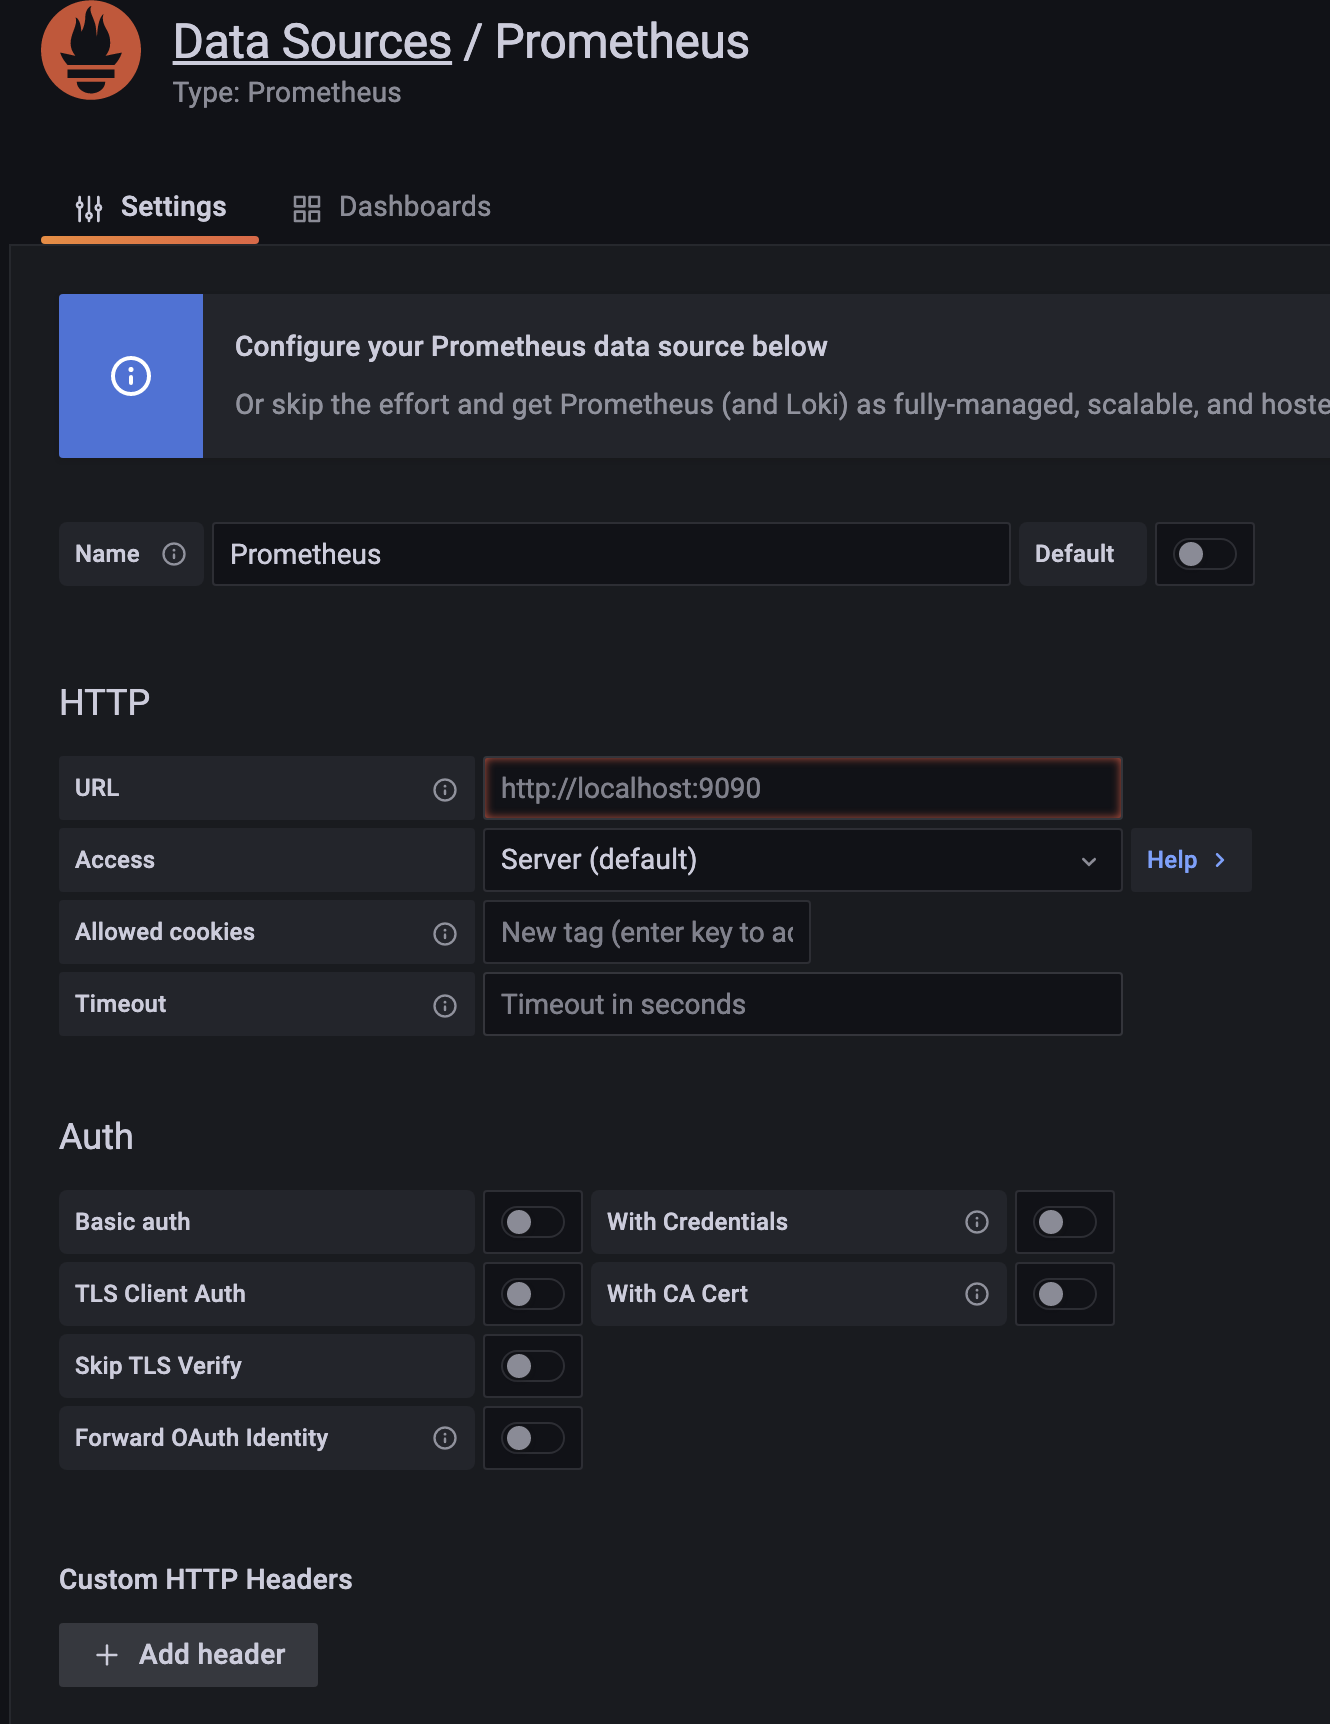 Data Sources / Prometheus
Type: Prometheus
Settings
Dashboards
Configure your Prometheus data source below
Or skip the effort and get Prometheus (and Loki) as fully-managed, scalable, and hoste
Name
Prometheus
Default
HTTP
URL
http://localhost:9090
Access
Server (default)
Help
Allowed cookies
New tag (enter key to ad
Timeout
Timeout in seconds
Auth
Basic auth
With Credentials
TLS Client Auth
With CA Cert
Skip TLS Verify
Forward OAuth Identity
Custom HTTP Headers
Add header